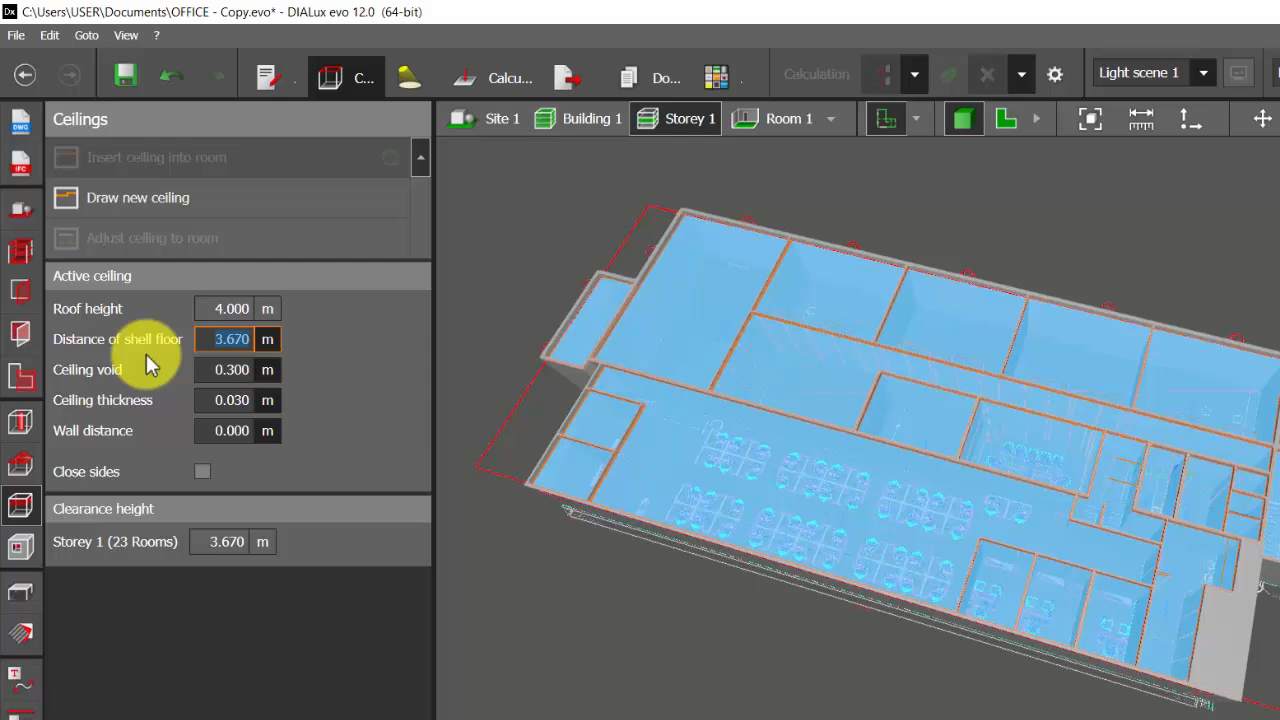 Dx C:\Users\USER\Documents\OFFICE - Copy.evo* - DIALux evo 12.0 (64-bit)
File Edit Goto View ?
C... Calcu... Do... Calculation Light scene 1
Ceilings
Site 1 Building 1 Storey 1 Room 1
DWG
IFC
Insert ceiling into room
Draw new ceiling
Adjust ceiling to room
Active ceiling
Roof height 4.000 m
Distance of shell floor 3.670 m
Ceiling void 0.300 m
Ceiling thickness 0.030 m
Wall distance 0.000 m
Close sides
Clearance height
Storey 1 (23 Rooms) 3.670 m
T